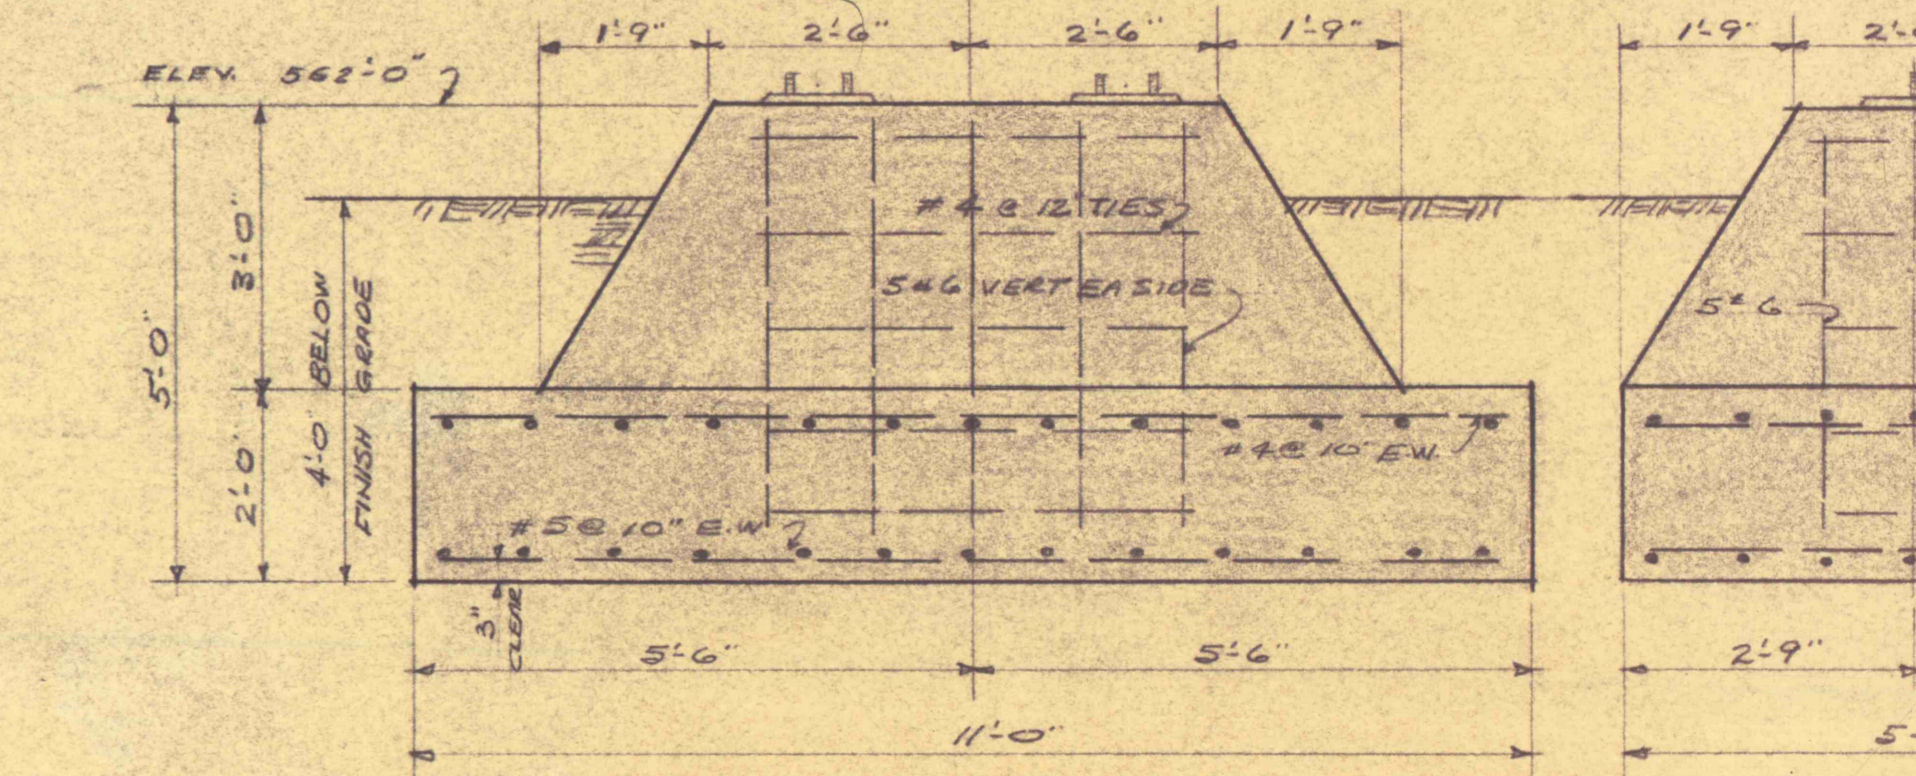 1'-9" 2'-6" 2'-6" 1'-9" 1'-9"
ELEV. 562'-0"
# 4 @ 12" TIES
3'-0"
5#6 VERT EA SIDE
5#6
5'-0"
4'-0" BELOW
FINISH GRADE
2'-0"
#4@10" E.W.
#5@10" E.W.
3"
CLEAR
5'-6" 5'-6" 2'-9"
11'-0"